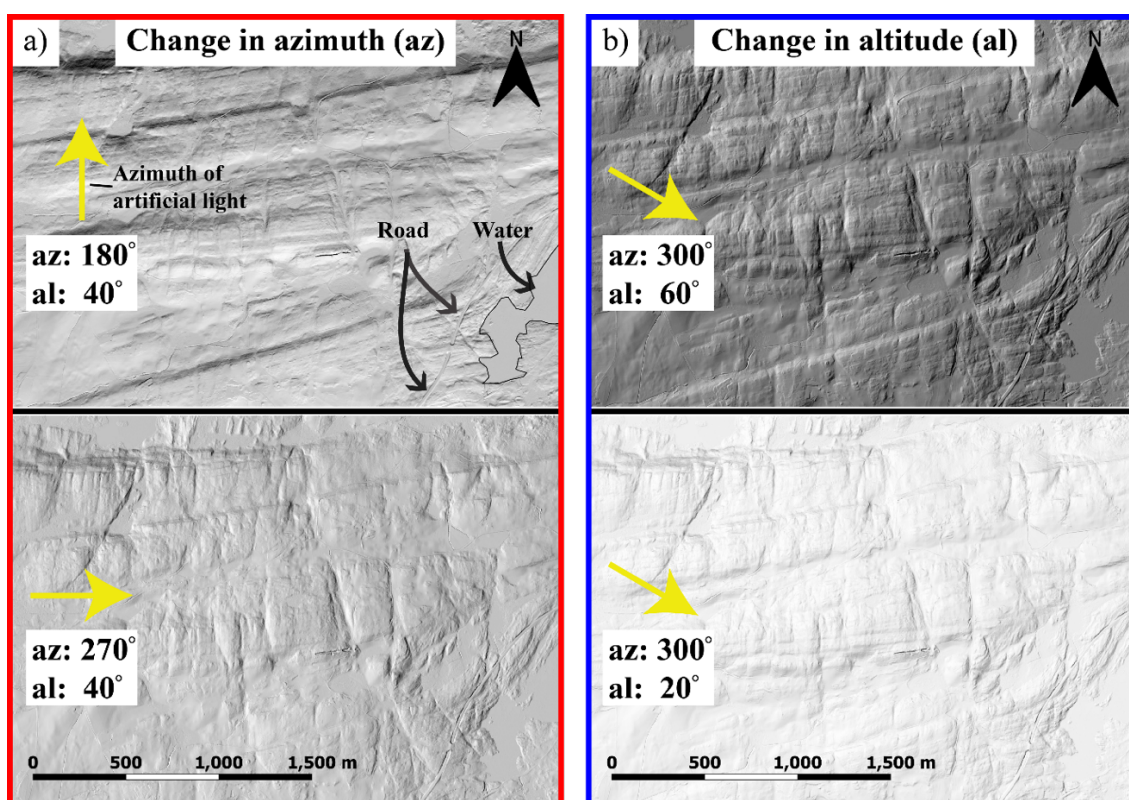 a) Change in azimuth (az)
N
Azimuth of
artificial light
Road
Water
az: 180°
al: 40°
az: 270°
al: 40°
0 500 1,000 1,500 m
b) Change in altitude (al)
N
az: 300°
al: 60°
az: 300°
al: 20°
0 500 1,000 1,500 m